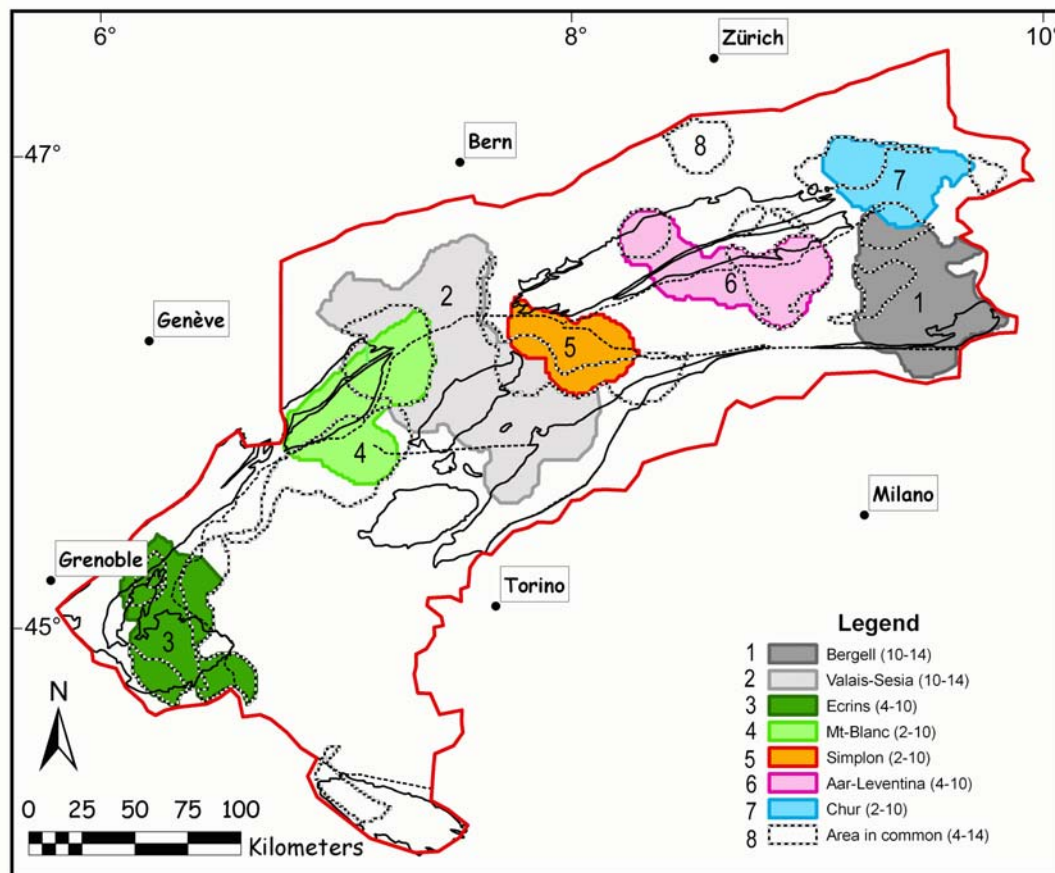 6° 8° 10°
Zürich
47°
Bern
8
7
2
6
1
Genève
5
4
Milano
Grenoble
Torino
45°
3
Legend
1 Bergell (10-14)
2 Valais-Sesia (10-14)
3 Ecrins (4-10)
4 Mt-Blanc (2-10)
5 Simplon (2-10)
6 Aar-Leventina (4-10)
7 Chur (2-10)
8 Area in common (4-14)
N
0 25 50 75 100
Kilometers